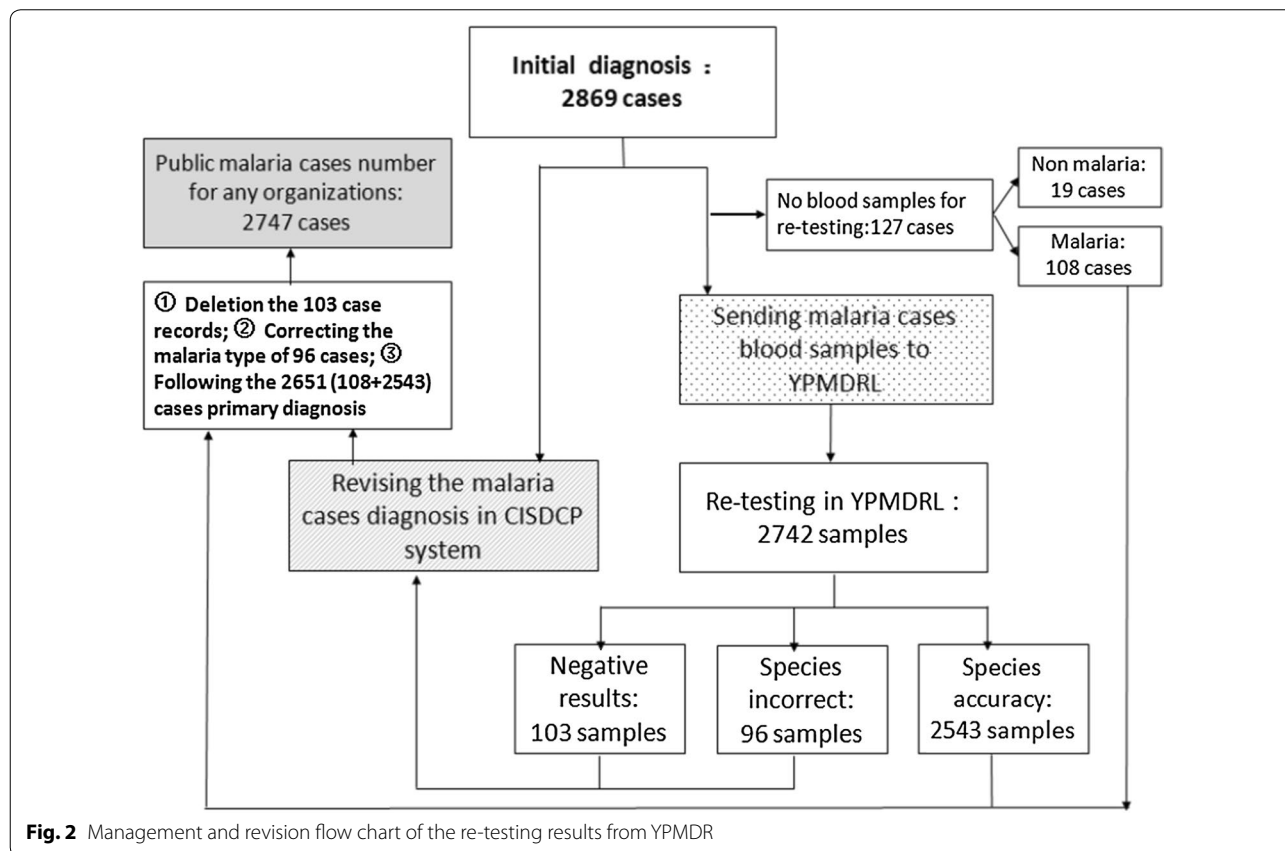 Initial diagnosis :
2869 cases
Public malaria cases number
for any organizations:
2747 cases
No blood samples for
re-testing:127 cases
Non malaria:
19 cases
Malaria:
108 cases
① Deletion the 103 case
records; ② Correcting the
malaria type of 96 cases; ③
Following the 2651 (108+2543)
cases primary diagnosis
Sending malaria cases
blood samples to
YPMDRL
Revising the malaria
cases diagnosis in CISDCP
system
Re-testing in YPMDRL :
2742 samples
Negative
results:
103 samples
Species
incorrect:
96 samples
Species
accuracy:
2543 samples
Fig. 2 Management and revision flow chart of the re-testing results from YPMDR